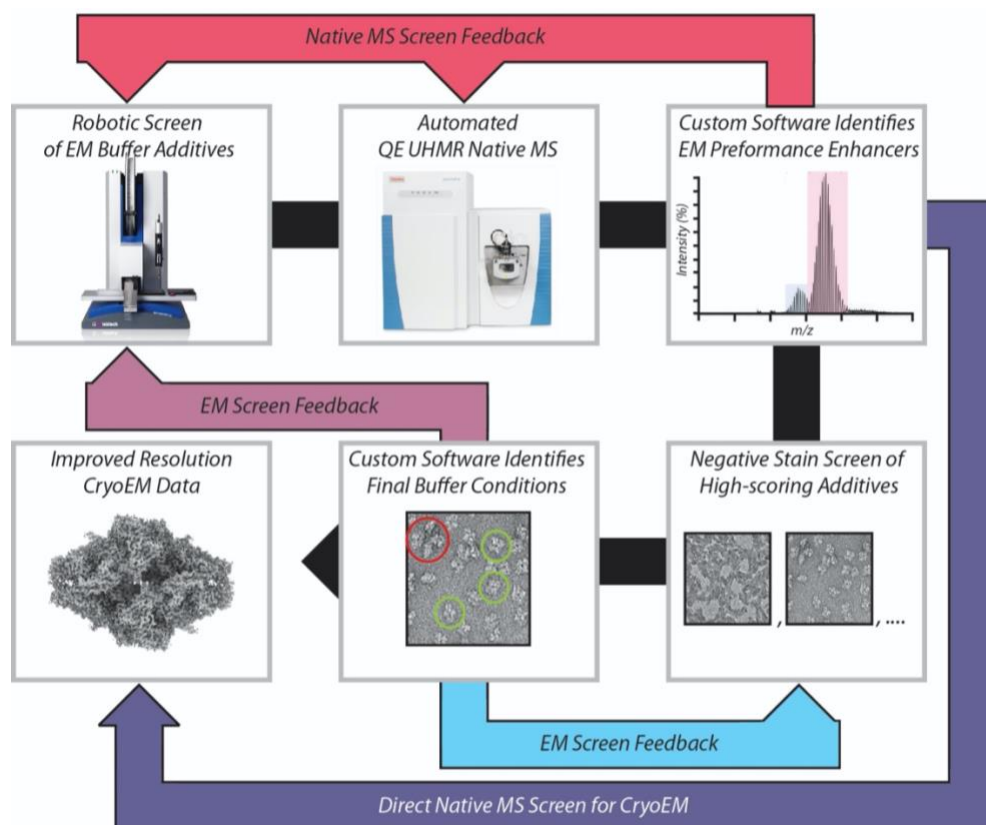 Native MS Screen Feedback
Robotic Screen
of EM Buffer Additives
Automated
QE UHMR Native MS
Custom Software Identifies
EM Preformance Enhancers
Intensity (%)
m/z
EM Screen Feedback
Improved Resolution
CryoEM Data
Custom Software Identifies
Final Buffer Conditions
Negative Stain Screen of
High-scoring Additives
, , ....
EM Screen Feedback
Direct Native MS Screen for CryoEM